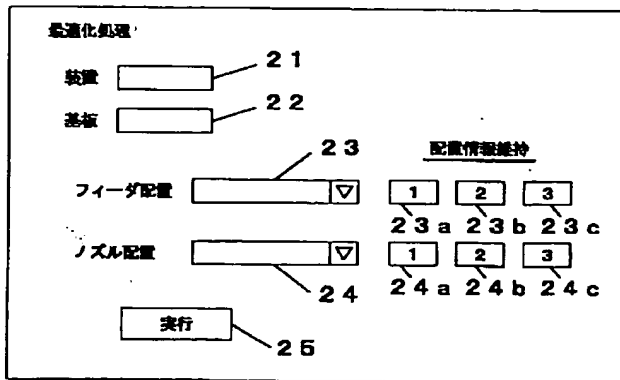 最適化処理
装置 21
基板 22
23 配置情報維持
フィーダ配置 ▽ 1 2 3
23a 23b 23c
ノズル配置 ▽ 1 2 3
24 24a 24b 24c
実行 25